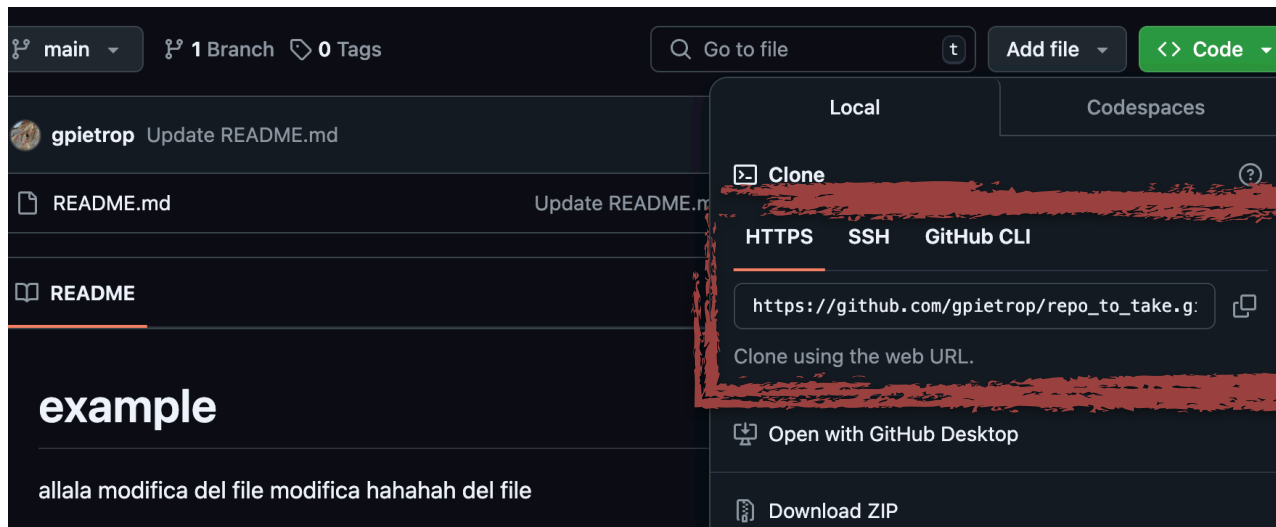 main 1 Branch 0 Tags Go to file t Add file <> Code
Local Codespaces
gpietrop Update README.md
Clone
README.md Update README.m
HTTPS SSH GitHub CLI
README
https://github.com/gpietrop/repo_to_take.g
Clone using the web URL.
example
Open with GitHub Desktop
allala modifica del file modifica hahahah del file
Download ZIP